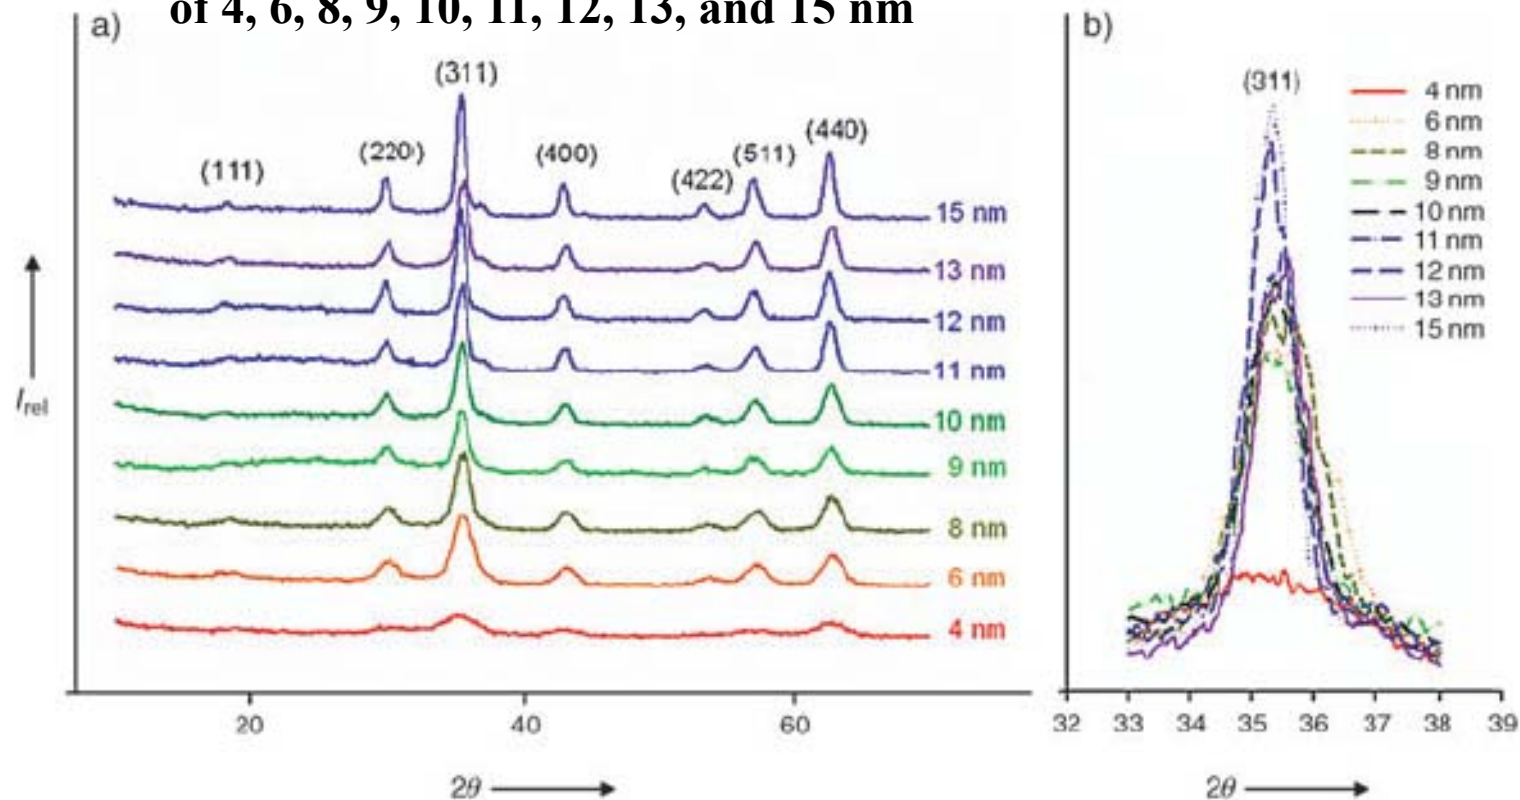 of 4, 6, 8, 9, 10, 11, 12, 13, and 15 nm
a)
(311)
(440)
(220)
(400)
(511)
(111)
(422)
15 nm
13 nm
12 nm
11 nm
10 nm
9 nm
8 nm
6 nm
4 nm
Irel
20 40 60
2θ
b)
(311)
4 nm
6 nm
8 nm
9 nm
10 nm
11 nm
12 nm
13 nm
15 nm
32 33 34 35 36 37 38 39
2θ